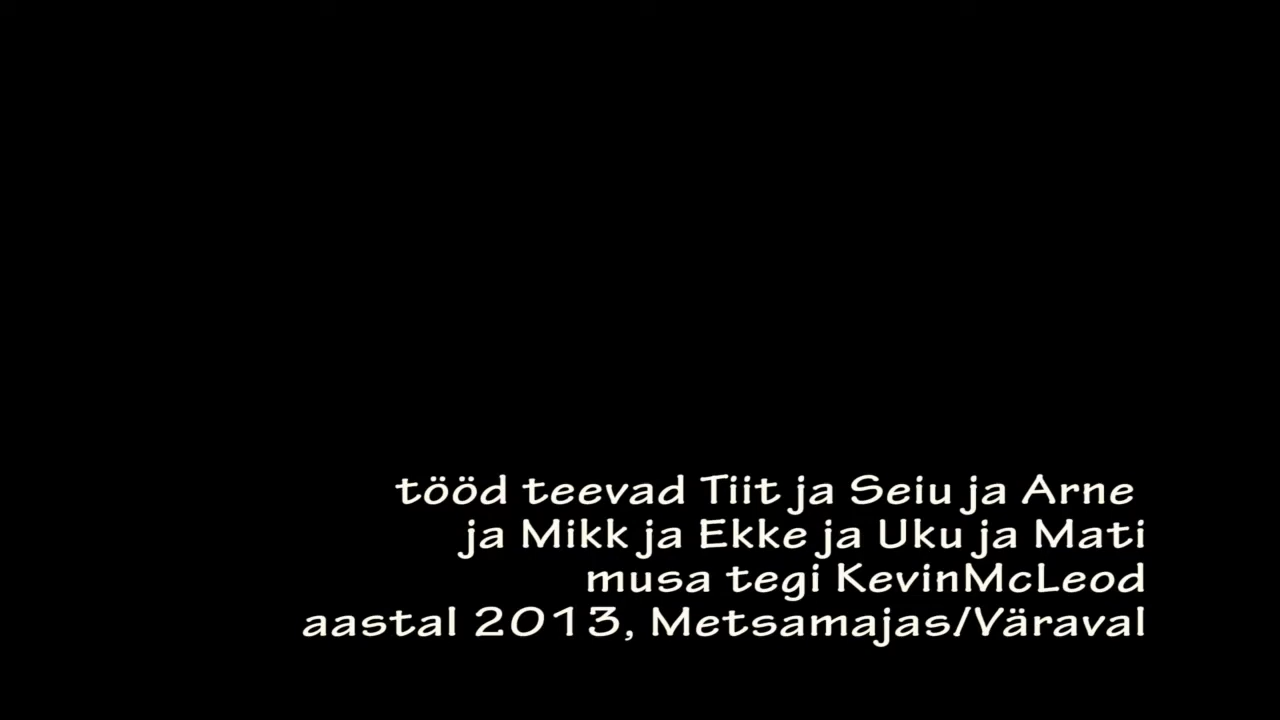 tööd teevad Tiit ja Seiu ja Arne
ja Mikk ja Ekke ja Uku ja Mati
musa tegi KevinMcLeod
aastal 2013, Metsamajas/Väraval